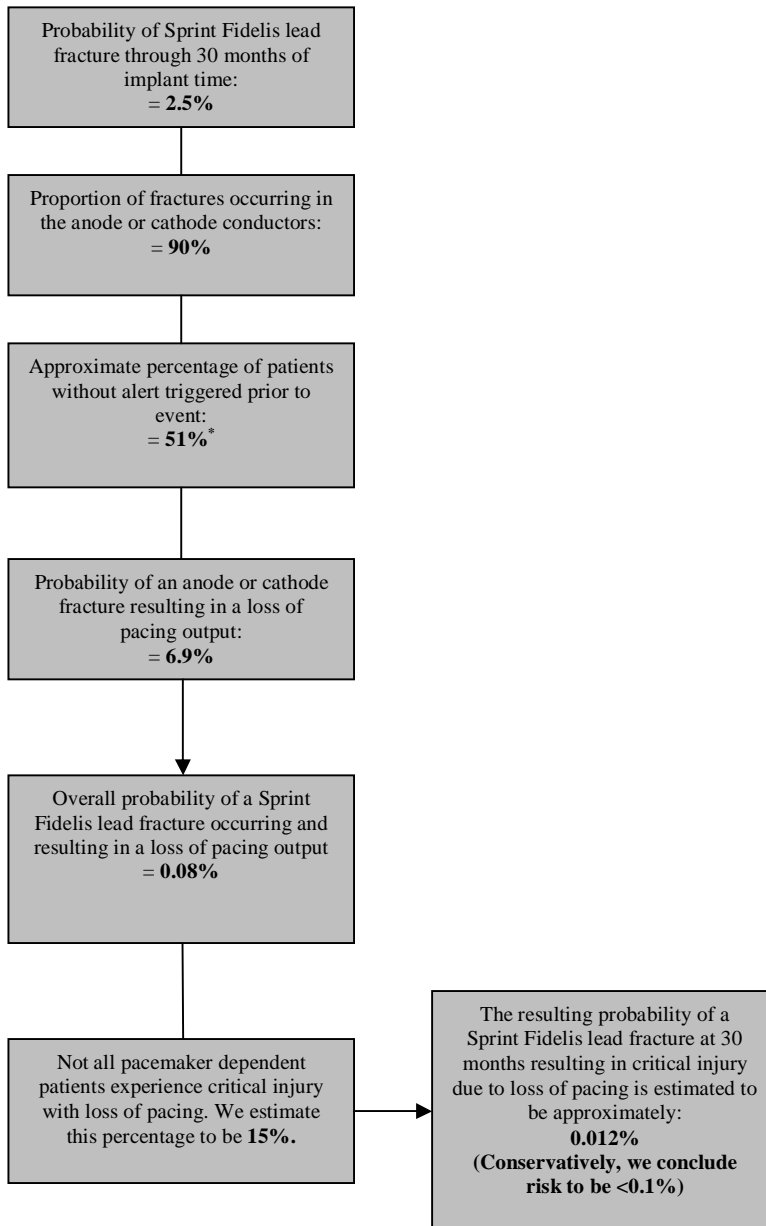 Probability of Sprint Fidelis lead
fracture through 30 months of
implant time:
= 2.5%
Proportion of fractures occurring in
the anode or cathode conductors:
= 90%
Approximate percentage of patients
without alert triggered prior to
event:
= 51%*
Probability of an anode or cathode
fracture resulting in a loss of
pacing output:
= 6.9%
Overall probability of a Sprint
Fidelis lead fracture occurring and
resulting in a loss of pacing output
= 0.08%
Not all pacemaker dependent
patients experience critical injury
with loss of pacing. We estimate
this percentage to be 15%.
The resulting probability of a
Sprint Fidelis lead fracture at 30
months resulting in critical injury
due to loss of pacing is estimated to
be approximately:
0.012%
(Conservatively, we conclude
risk to be <0.1%)